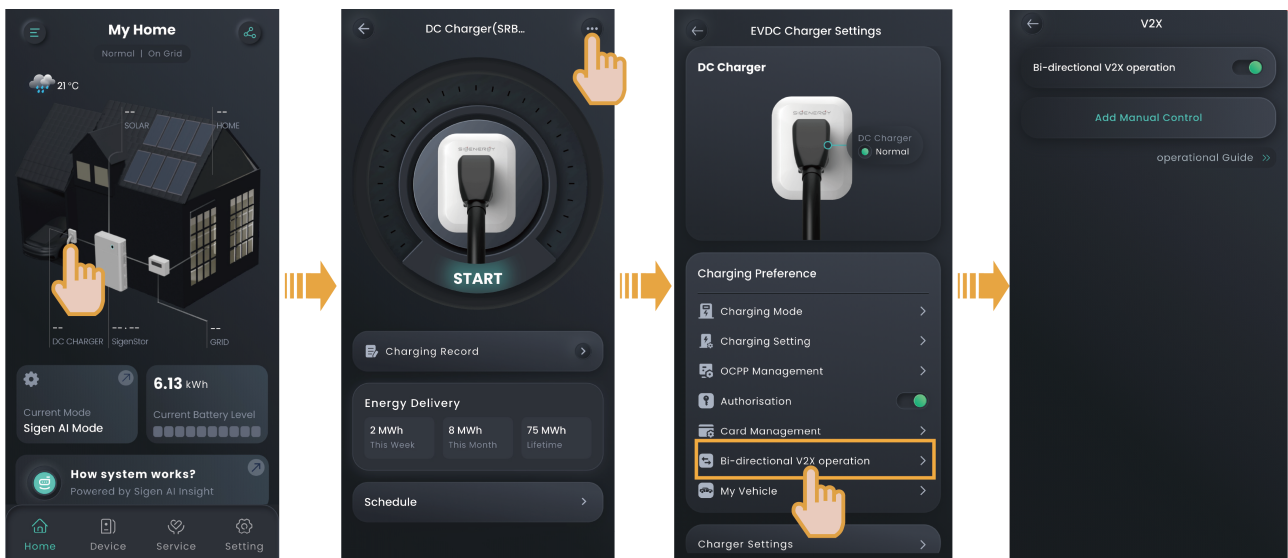 My Home
Normal | On Grid
21 °C
--
SOLAR
--
HOME
--
DC CHARGER
--.--
SigenStor
--
GRID
Current Mode
Sigen AI Mode
6.13 kWh
Current Battery Level
How system works?
Powered by Sigen AI Insight
Home
Device
Service
Setting
DC Charger(SRB...
SIGENERGY
START
Charging Record
Energy Delivery
2 MWh
This Week
8 MWh
This Month
75 MWh
Lifetime
Schedule
EVDC Charger Settings
DC Charger
SIGENERGY
DC Charger
Normal
Charging Preference
Charging Mode
Charging Setting
OCPP Management
Authorisation
Card Management
Bi-directional V2X operation
My Vehicle
Charger Settings
V2X
Bi-directional V2X operation
Add Manual Control
operational Guide »